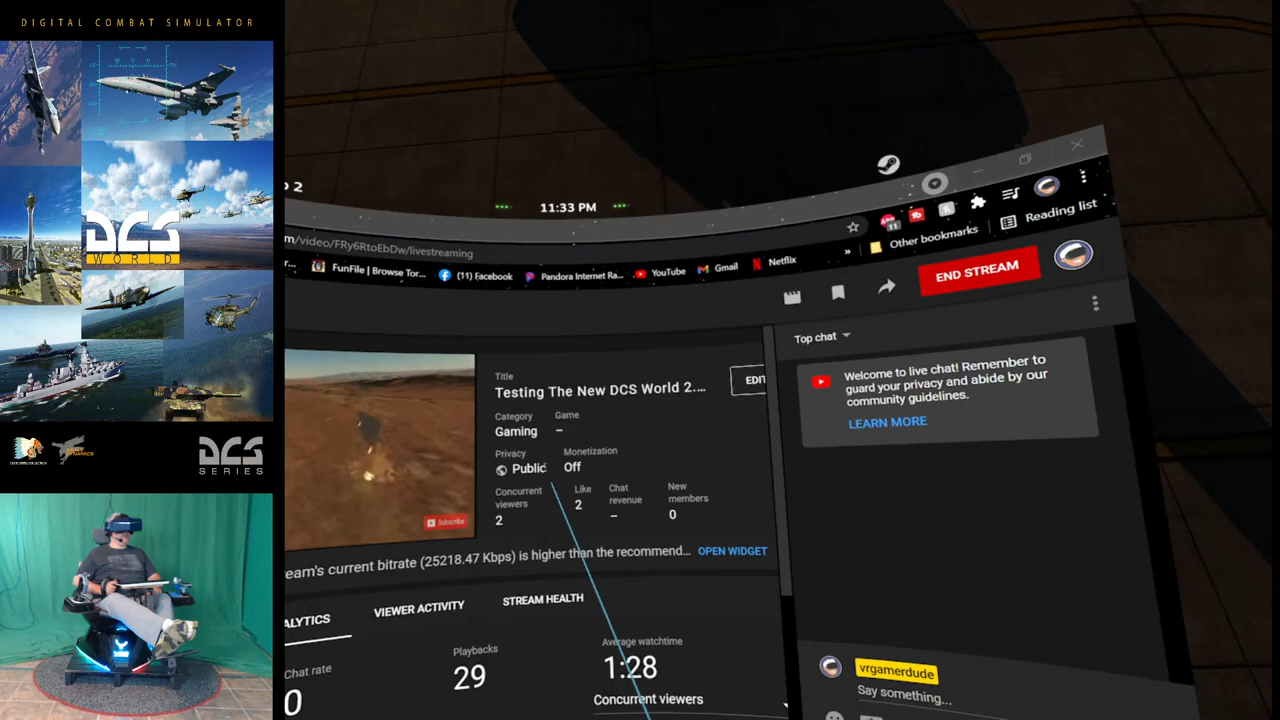 DIGITAL COMBAT SIMULATOR
DCS
WORLD
DCS
SERIES
D 2
11:33 PM
m/video/FRy6RtoEbDw/livestreaming
11
Other bookmarks
Reading list
FunFile | Browse Tor...
(11) Facebook
Pandora Internet Ra...
YouTube
Gmail
Netflix
»
END STREAM
Title
Testing The New DCS World 2....
EDIT
Category
Game
Gaming
–
Privacy
Monetization
Public
Off
Concurrent viewers
Like
Chat revenue
New members
2
2
–
0
Subscribe
eam's current bitrate (25218.47 Kbps) is higher than the recommend...
OPEN WIDGET
ALYTICS
VIEWER ACTIVITY
STREAM HEALTH
Chat rate
Playbacks
Average watchtime
0
29
1:28
Concurrent viewers
Top chat
Welcome to live chat! Remember to
guard your privacy and abide by our
community guidelines.
LEARN MORE
vrgamerdude
Say something...